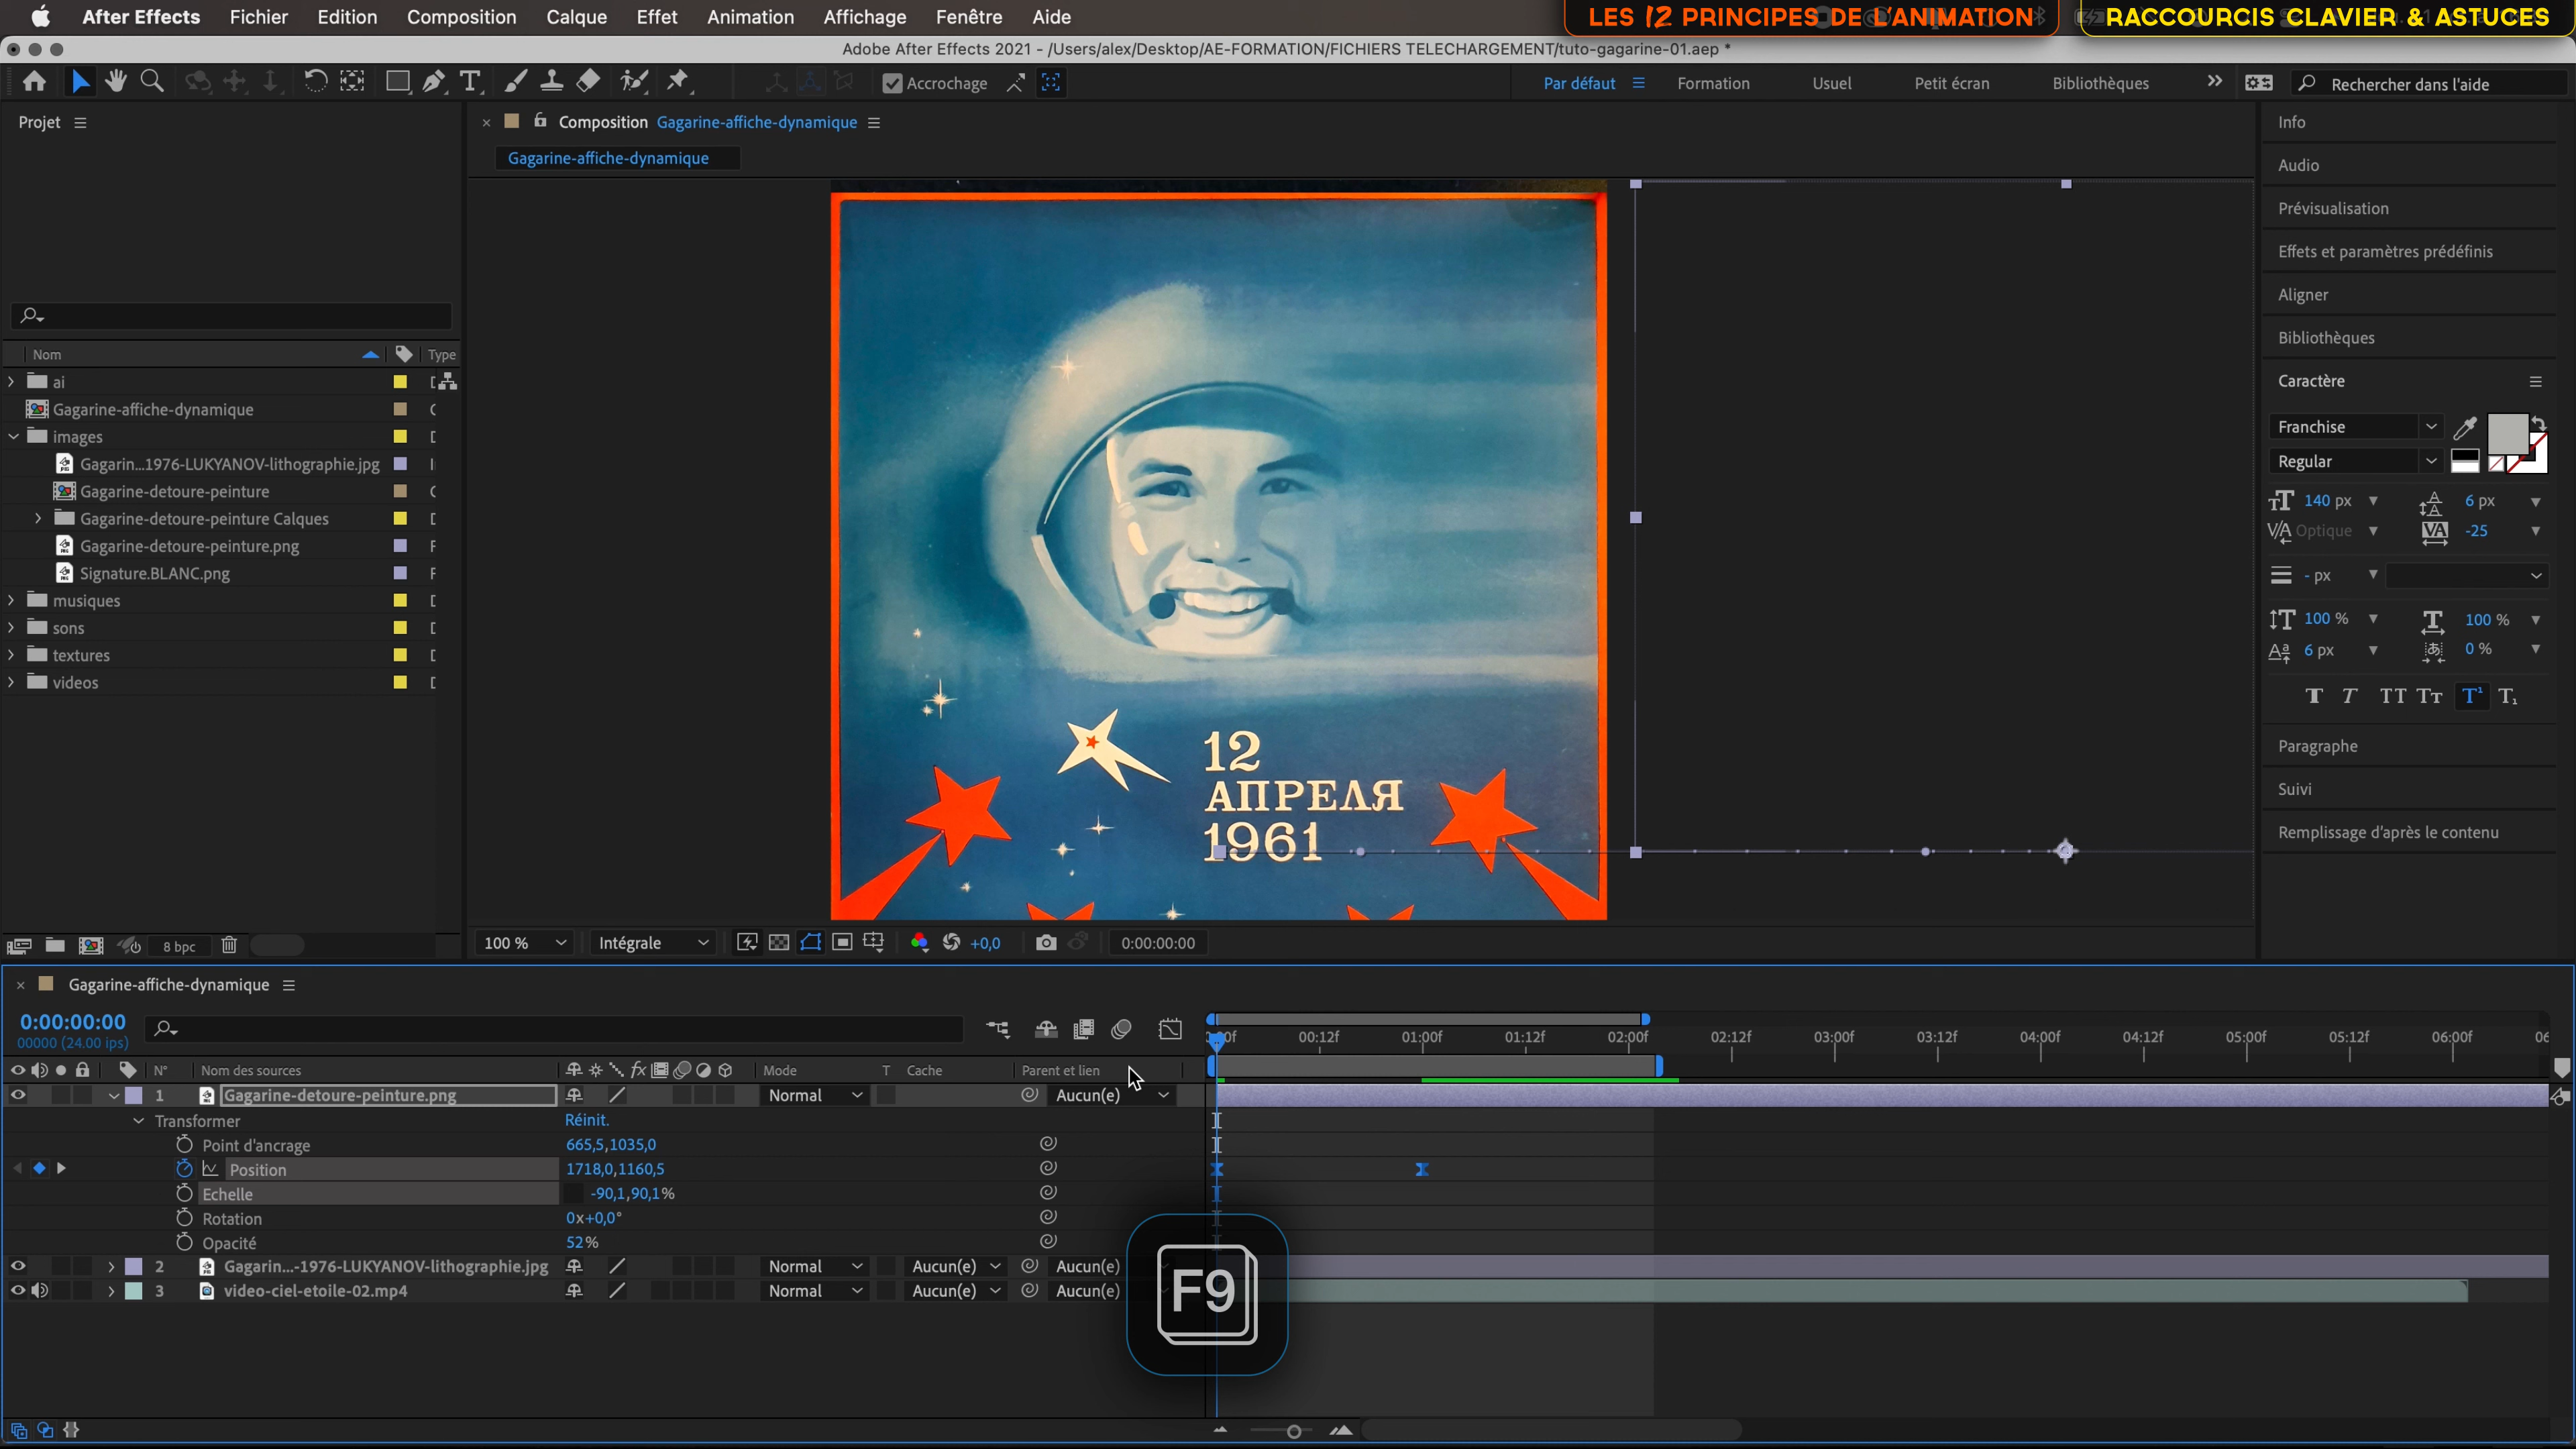 After Effects Fichier Edition Composition Calque Effet Animation Affichage Fenêtre Aide
LES 12 PRINCIPES DE L'ANIMATION
RACCOURCIS CLAVIER & ASTUCES
Adobe After Effects 2021 - /Users/alex/Desktop/AE-FORMATION/FICHIERS TELECHARGEMENT/tuto-gagarine-01.aep *
Accrochage
Par défaut Formation Usuel Petit écran Bibliothèques
Rechercher dans l'aide
Projet
Nom Type
ai
Gagarine-affiche-dynamique
images
Gagarin...1976-LUKYANOV-lithographie.jpg
Gagarine-detoure-peinture
Gagarine-detoure-peinture Calques
Gagarine-detoure-peinture.png
Signature.BLANC.png
musiques
sons
textures
videos
8 bpc
Composition Gagarine-affiche-dynamique
Gagarine-affiche-dynamique
12
АПРЕЛЯ
1961
100 % Intégrale +0,0 0:00:00:00
Info
Audio
Prévisualisation
Effets et paramètres prédéfinis
Aligner
Bibliothèques
Caractère
Franchise
Regular
140 px 6 px
Optique -25
- px
100 % 100 %
6 px 0 %
Paragraphe
Suivi
Remplissage d'après le contenu
Gagarine-affiche-dynamique
0:00:00:00
00000 (24.00 ips)
00:12f 01:00f 01:12f 02:00f 02:12f 03:00f 03:12f 04:00f 04:12f 05:00f 05:12f 06:00f
N° Nom des sources Mode T Cache Parent et lien
1 Gagarine-detoure-peinture.png Normal Aucun(e)
Transformer Réinit.
Point d'ancrage 665,5,1035,0
Position 1718,0,1160,5
Echelle -90,1,90,1%
Rotation 0x+0,0°
Opacité 52%
2 Gagarin...-1976-LUKYANOV-lithographie.jpg Normal Aucun(e) Aucun(e)
3 video-ciel-etoile-02.mp4 Normal Aucun(e) Aucun(e)
F9